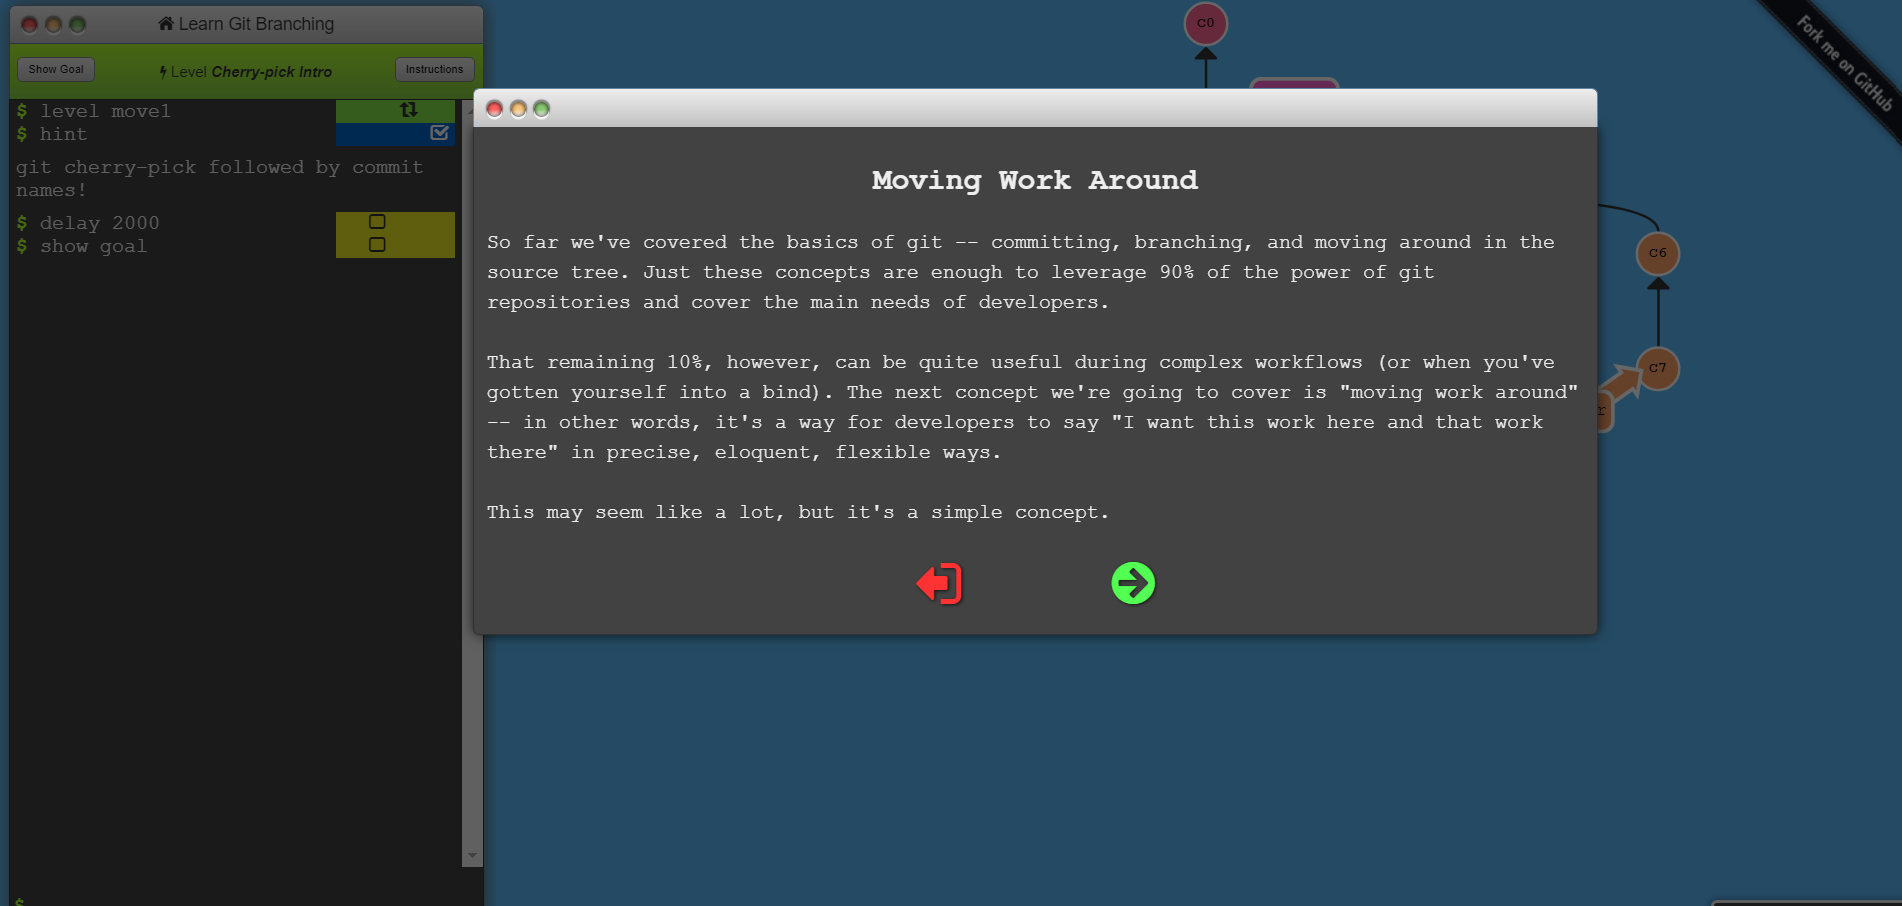 Learn Git Branching
Show Goal
Level Cherry-pick Intro
Instructions
$ level move1
$ hint
git cherry-pick followed by commit
names!
$ delay 2000
$ show goal
$
C0
Fork me on GitHub
Moving Work Around
So far we've covered the basics of git -- committing, branching, and moving around in the
source tree. Just these concepts are enough to leverage 90% of the power of git
repositories and cover the main needs of developers.
That remaining 10%, however, can be quite useful during complex workflows (or when you've
gotten yourself into a bind). The next concept we're going to cover is "moving work around"
-- in other words, it's a way for developers to say "I want this work here and that work
there" in precise, eloquent, flexible ways.
This may seem like a lot, but it's a simple concept.
C6
C7